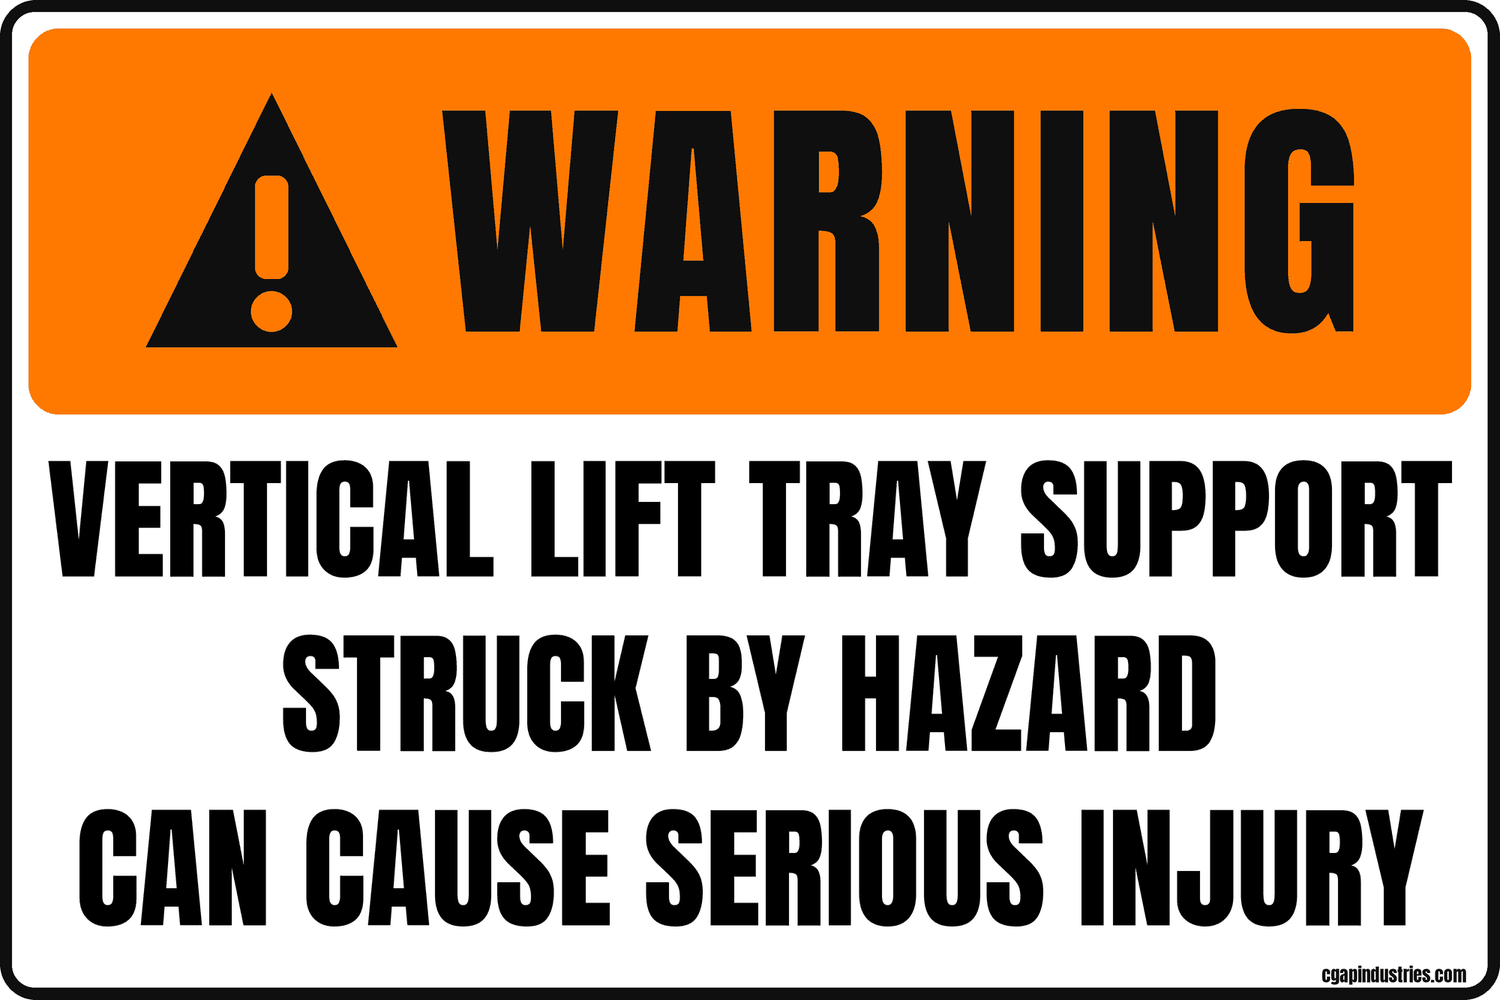 WARNING
VERTICAL LIFT TRAY SUPPORT
STRUCK BY HAZARD
CAN CAUSE SERIOUS INJURY
cgapindustries.com